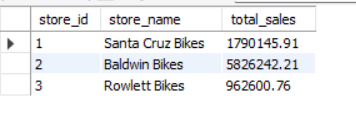 store_id store_name total_sales
1 Santa Cruz Bikes 1790145.91
2 Baldwin Bikes 5826242.21
3 Rowlett Bikes 962600.76